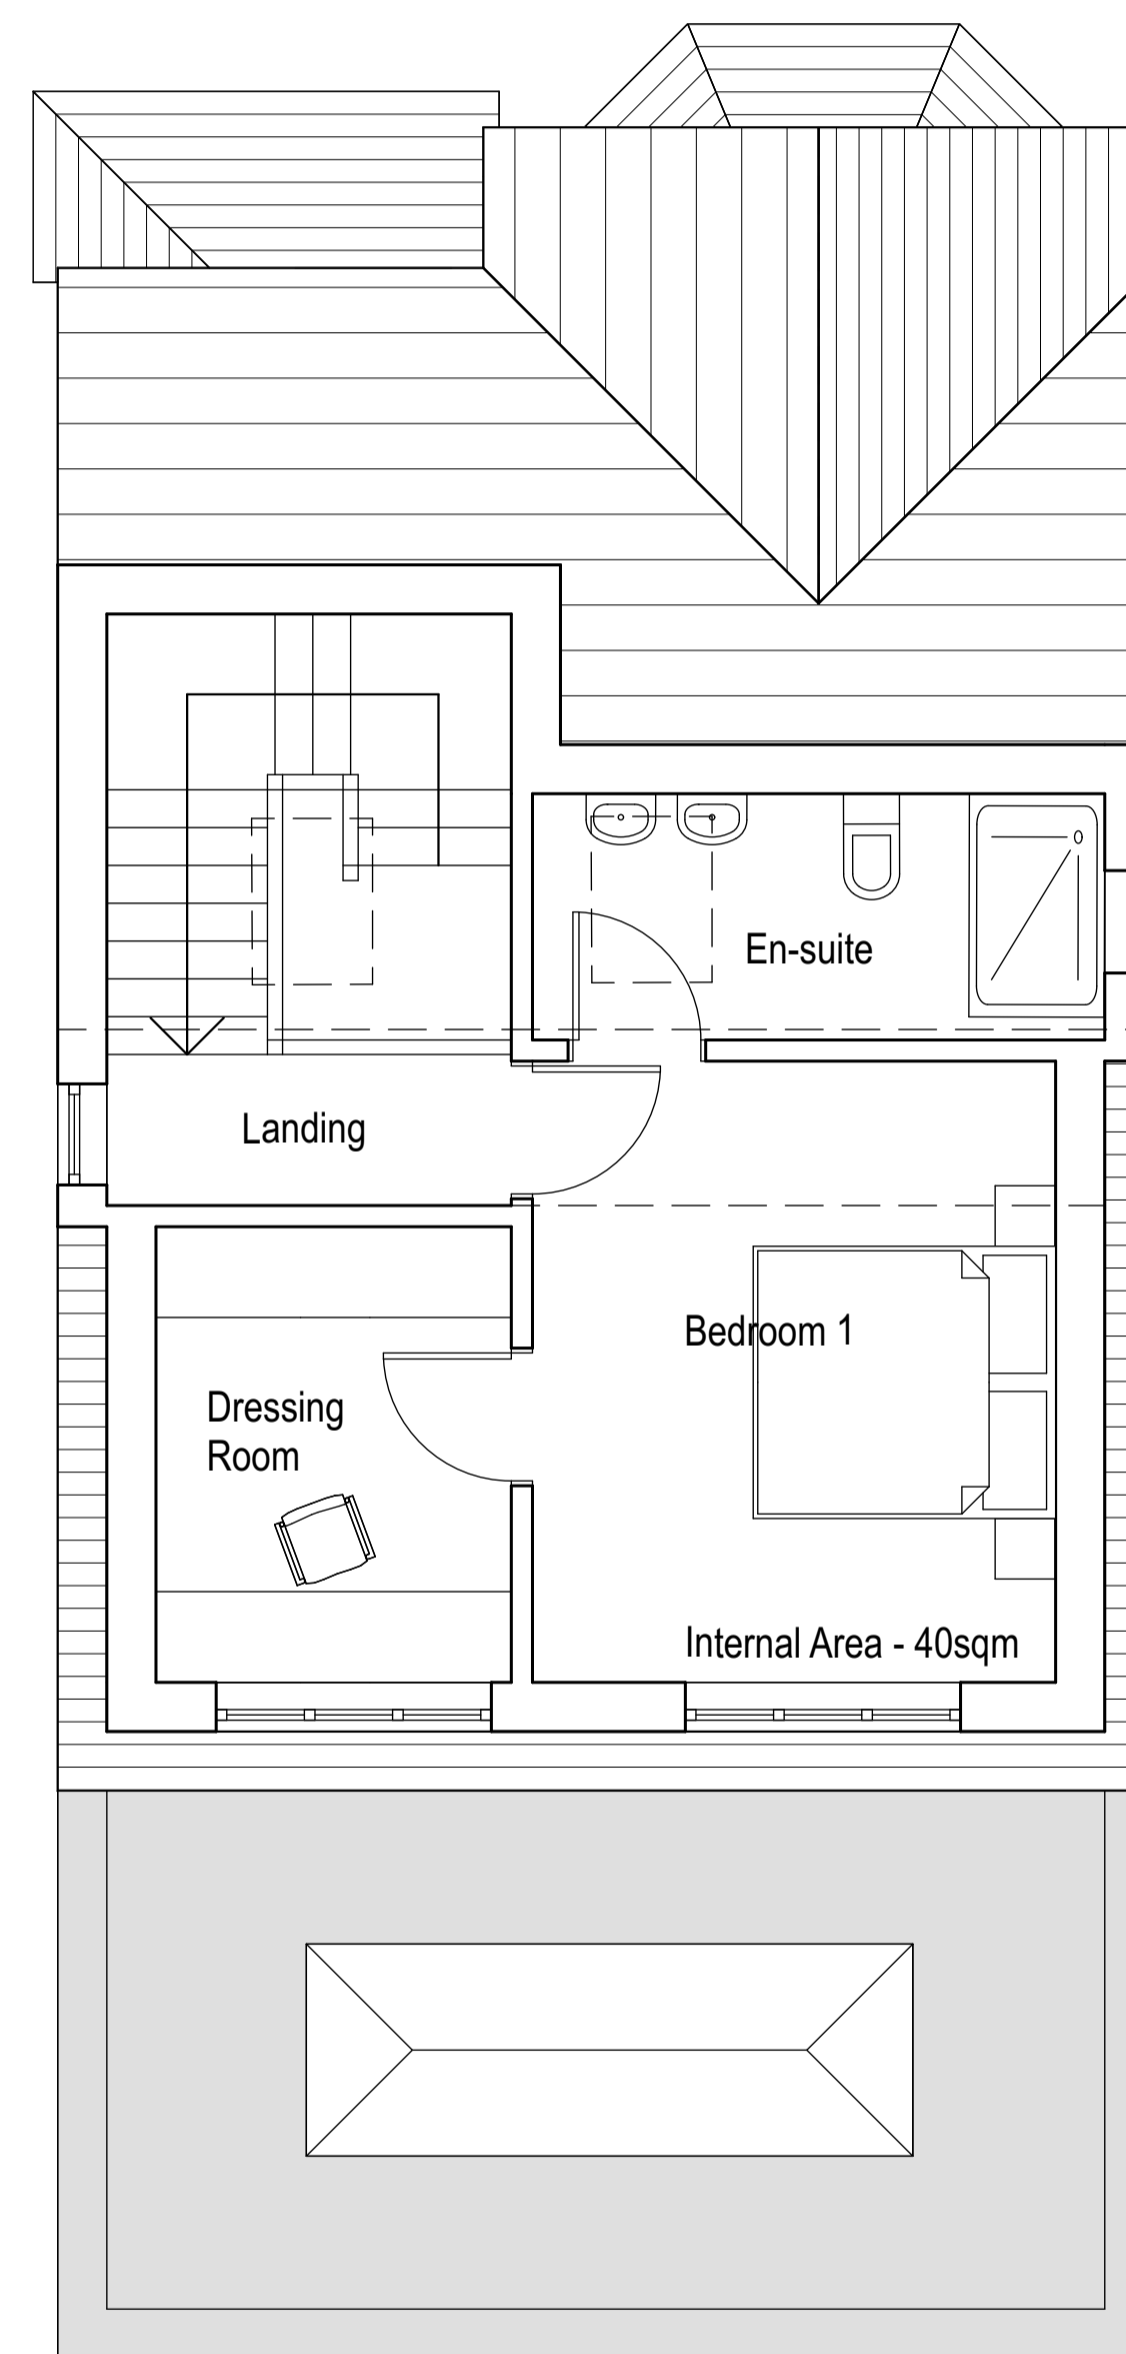 En-suite
Landing
Bedroom 1
Dressing
Room
Internal Area - 40sqm